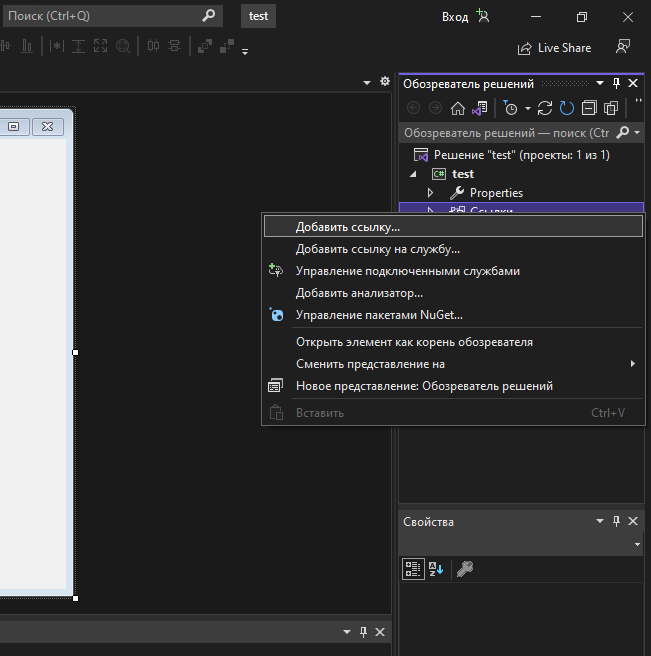 Поиск (Ctrl+Q)
test
Вход
Live Share
Обозреватель решений
Обозреватель решений — поиск (Ctr
Решение "test" (проекты: 1 из 1)
C# test
Properties
Ссылки
Добавить ссылку...
Добавить ссылку на службу...
Управление подключенными службами
Добавить анализатор...
Управление пакетами NuGet...
Открыть элемент как корень обозревателя
Сменить представление на
Новое представление: Обозреватель решений
Вставить Ctrl+V
Свойства